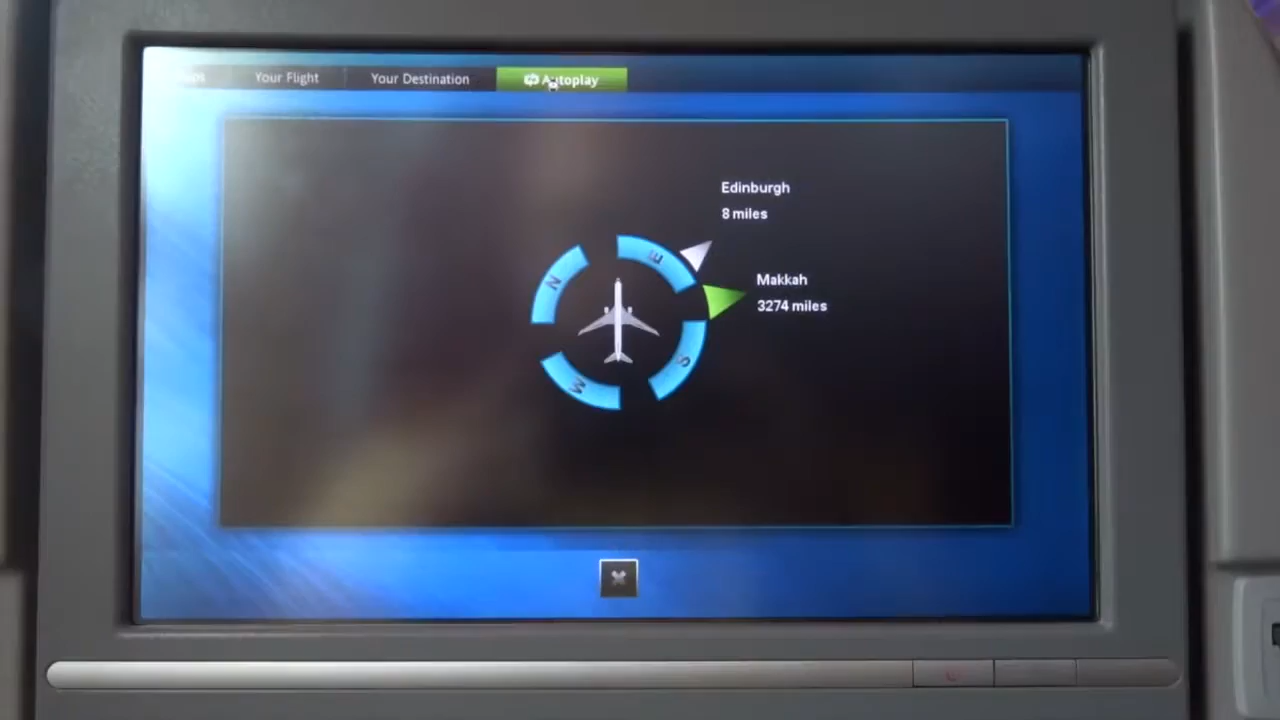 Your Flight
Your Destination
Autoplay
Edinburgh
8 miles
Makkah
3274 miles
N
E
S
W